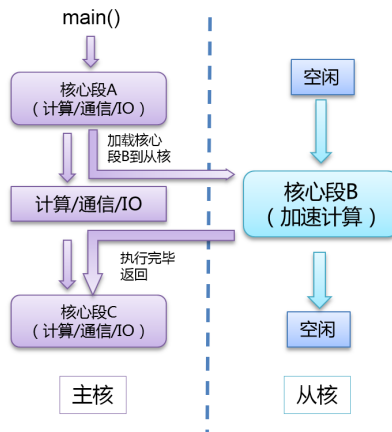 main()
核心段A
（计算/通信/IO）
空闲
加载核心
段B到从核
核心段B
（加速计算）
计算/通信/IO
执行完毕
返回
核心段C
（计算/通信/IO）
空闲
主核
从核